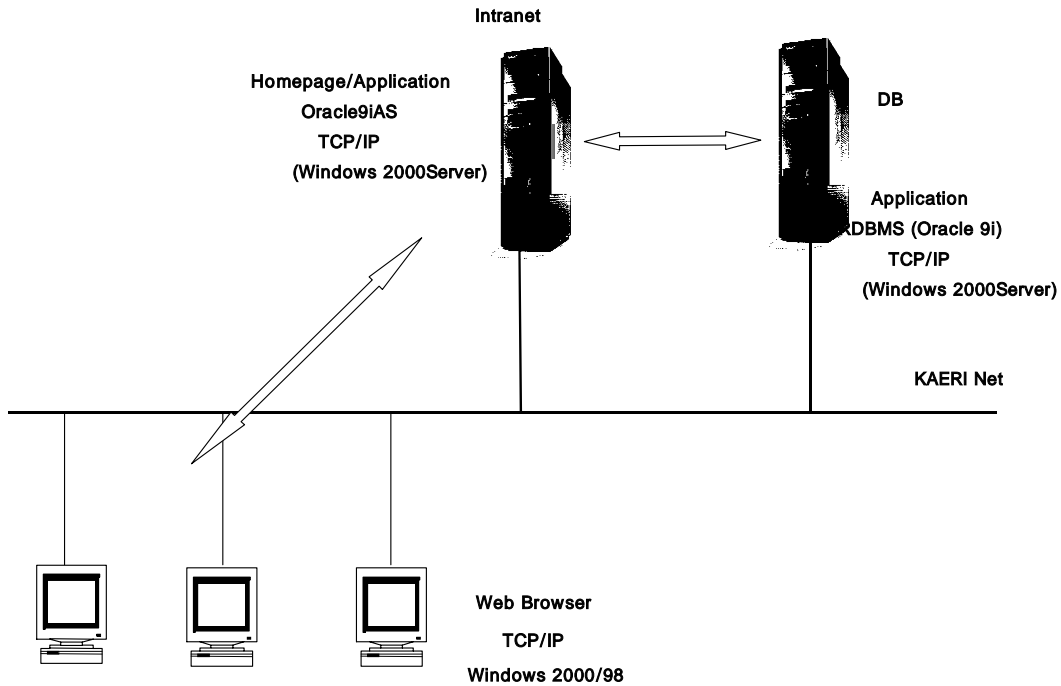 Intranet
Homepage/Application
Oracle9iAS
TCP/IP
(Windows 2000Server)
DB
Application
RDBMS (Oracle 9i)
TCP/IP
(Windows 2000Server)
KAERI Net
Web Browser
TCP/IP
Windows 2000/98